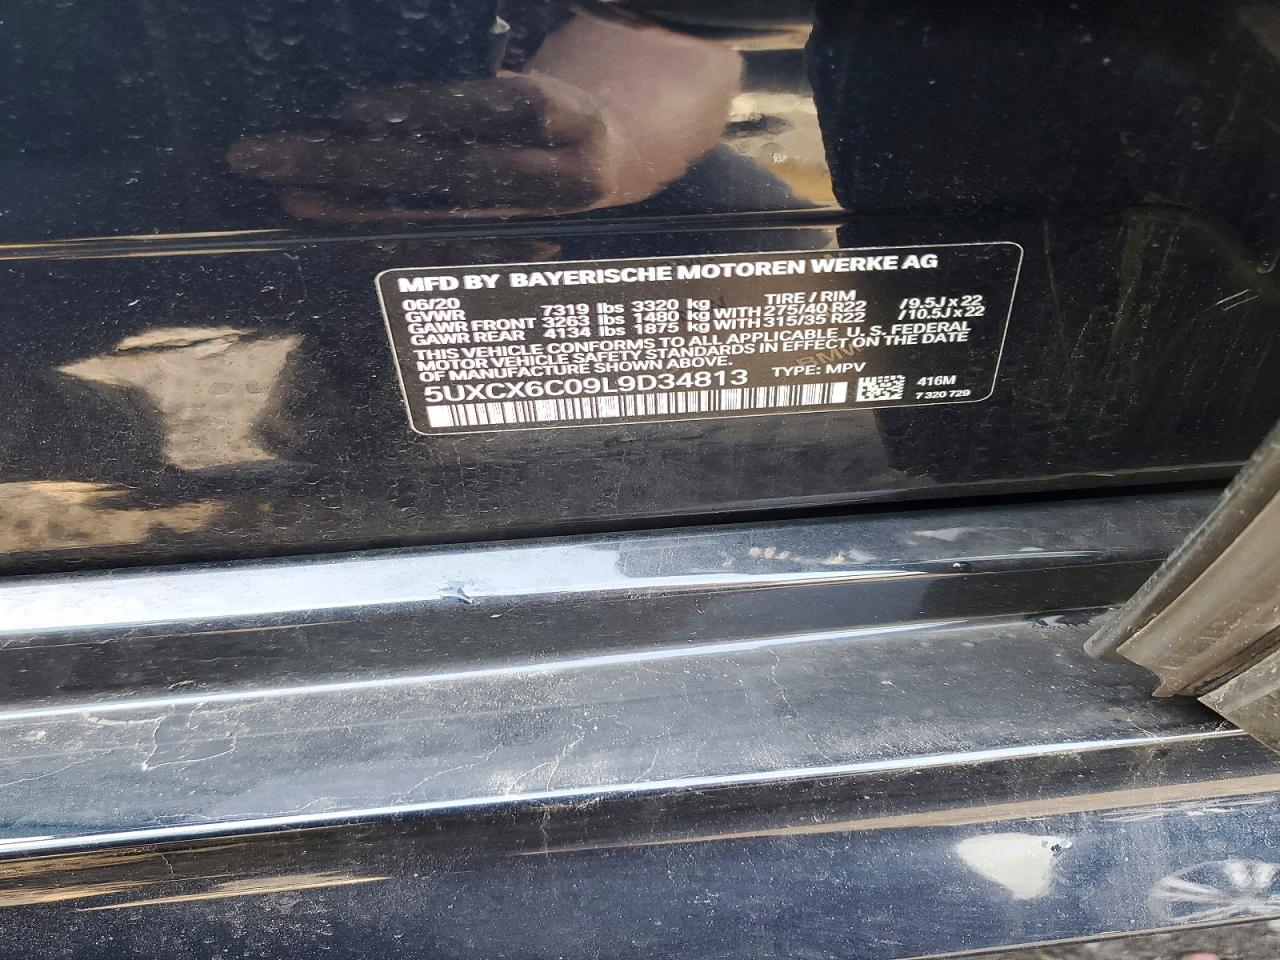 MFD BY BAYERISCHE MOTOREN WERKE AG
06/20 TIRE / RIM
GVWR 7319 lbs 3320 kg
GAWR FRONT 3263 lbs 1480 kg WITH 275/40 R22 /9.5J x 22
GAWR REAR 4134 lbs 1875 kg WITH 315/35 R22 /10.5J x 22
THIS VEHICLE CONFORMS TO ALL APPLICABLE U. S. FEDERAL
MOTOR VEHICLE SAFETY STANDARDS IN EFFECT ON THE DATE
OF MANUFACTURE SHOWN ABOVE. TYPE: MPV
5UXCX6C09L9D34813
416M
7 320 729
BMW